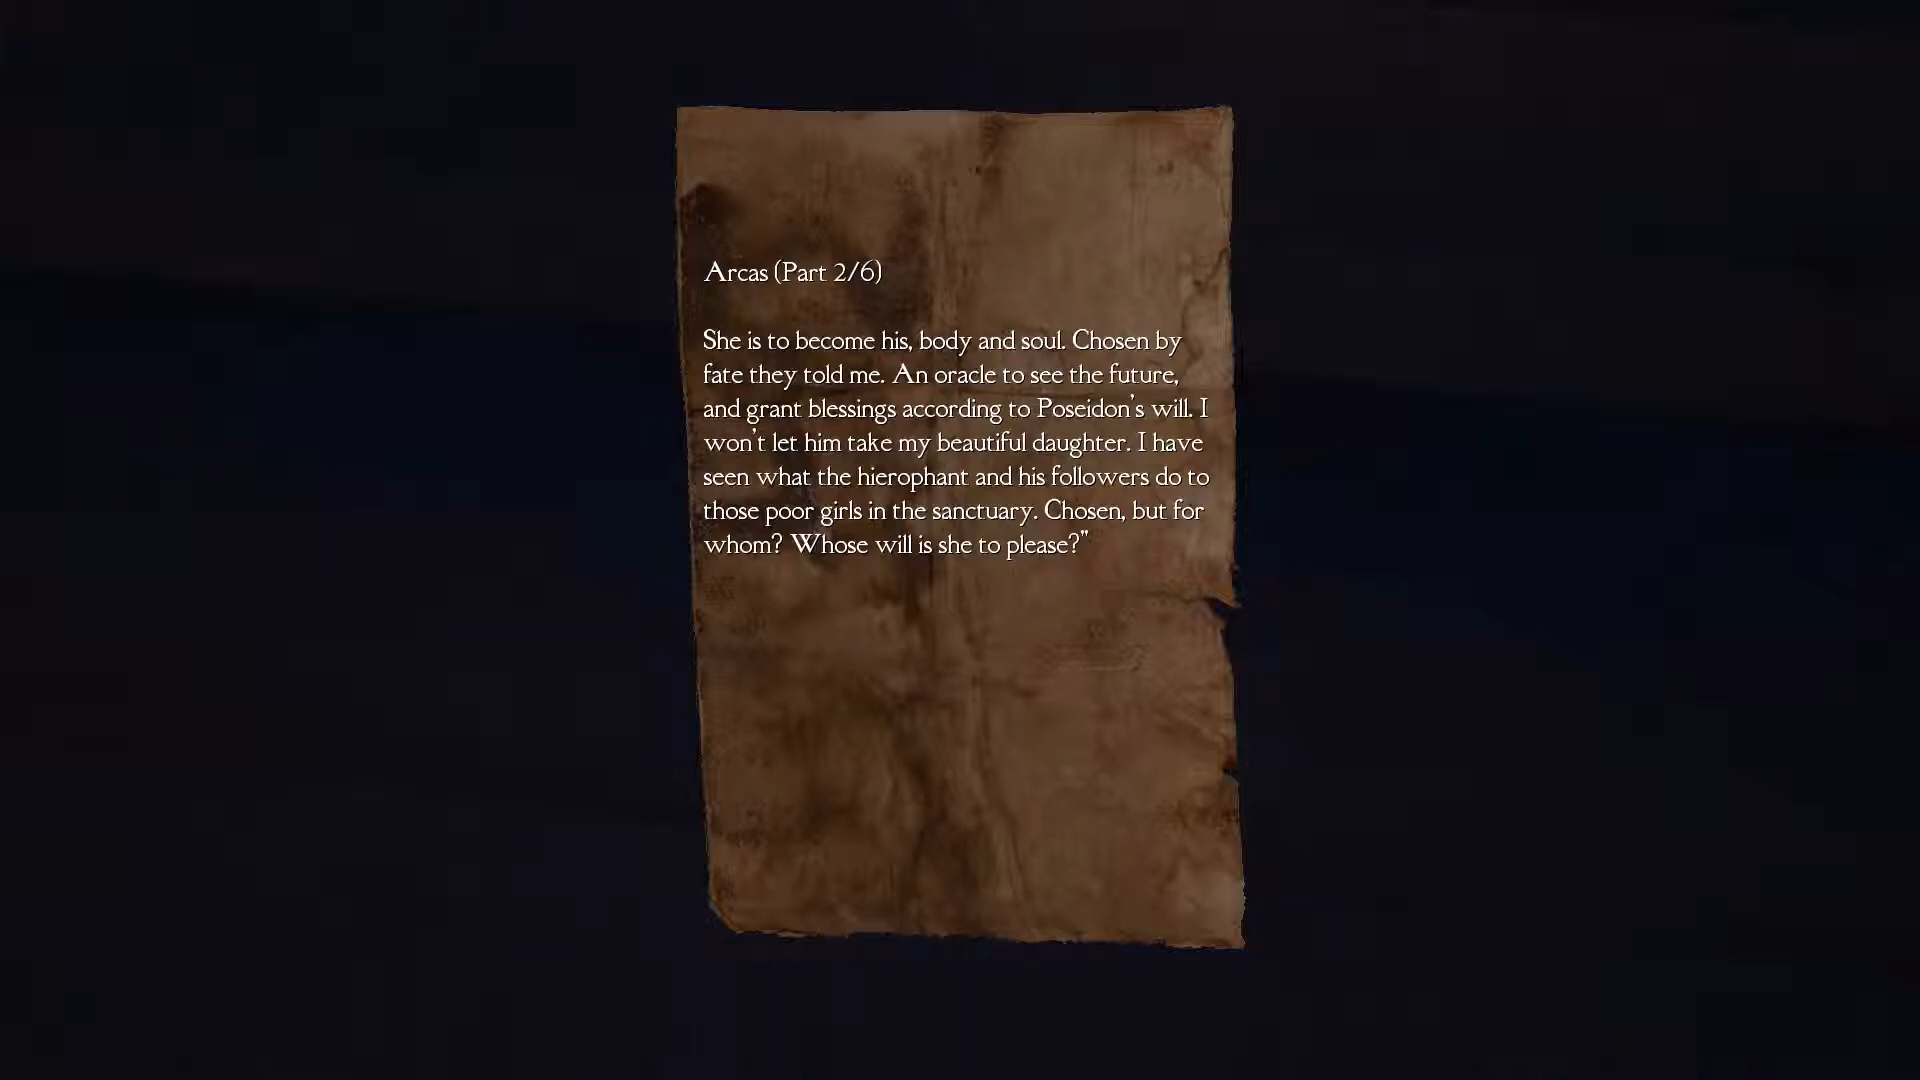 Arcas (Part 2/6)
She is to become his, body and soul. Chosen by
fate they told me. An oracle to see the future,
and grant blessings according to Poseidon's will. I
won't let him take my beautiful daughter. I have
seen what the hierophant and his followers do to
those poor girls in the sanctuary. Chosen, but for
whom? Whose will is she to please?"